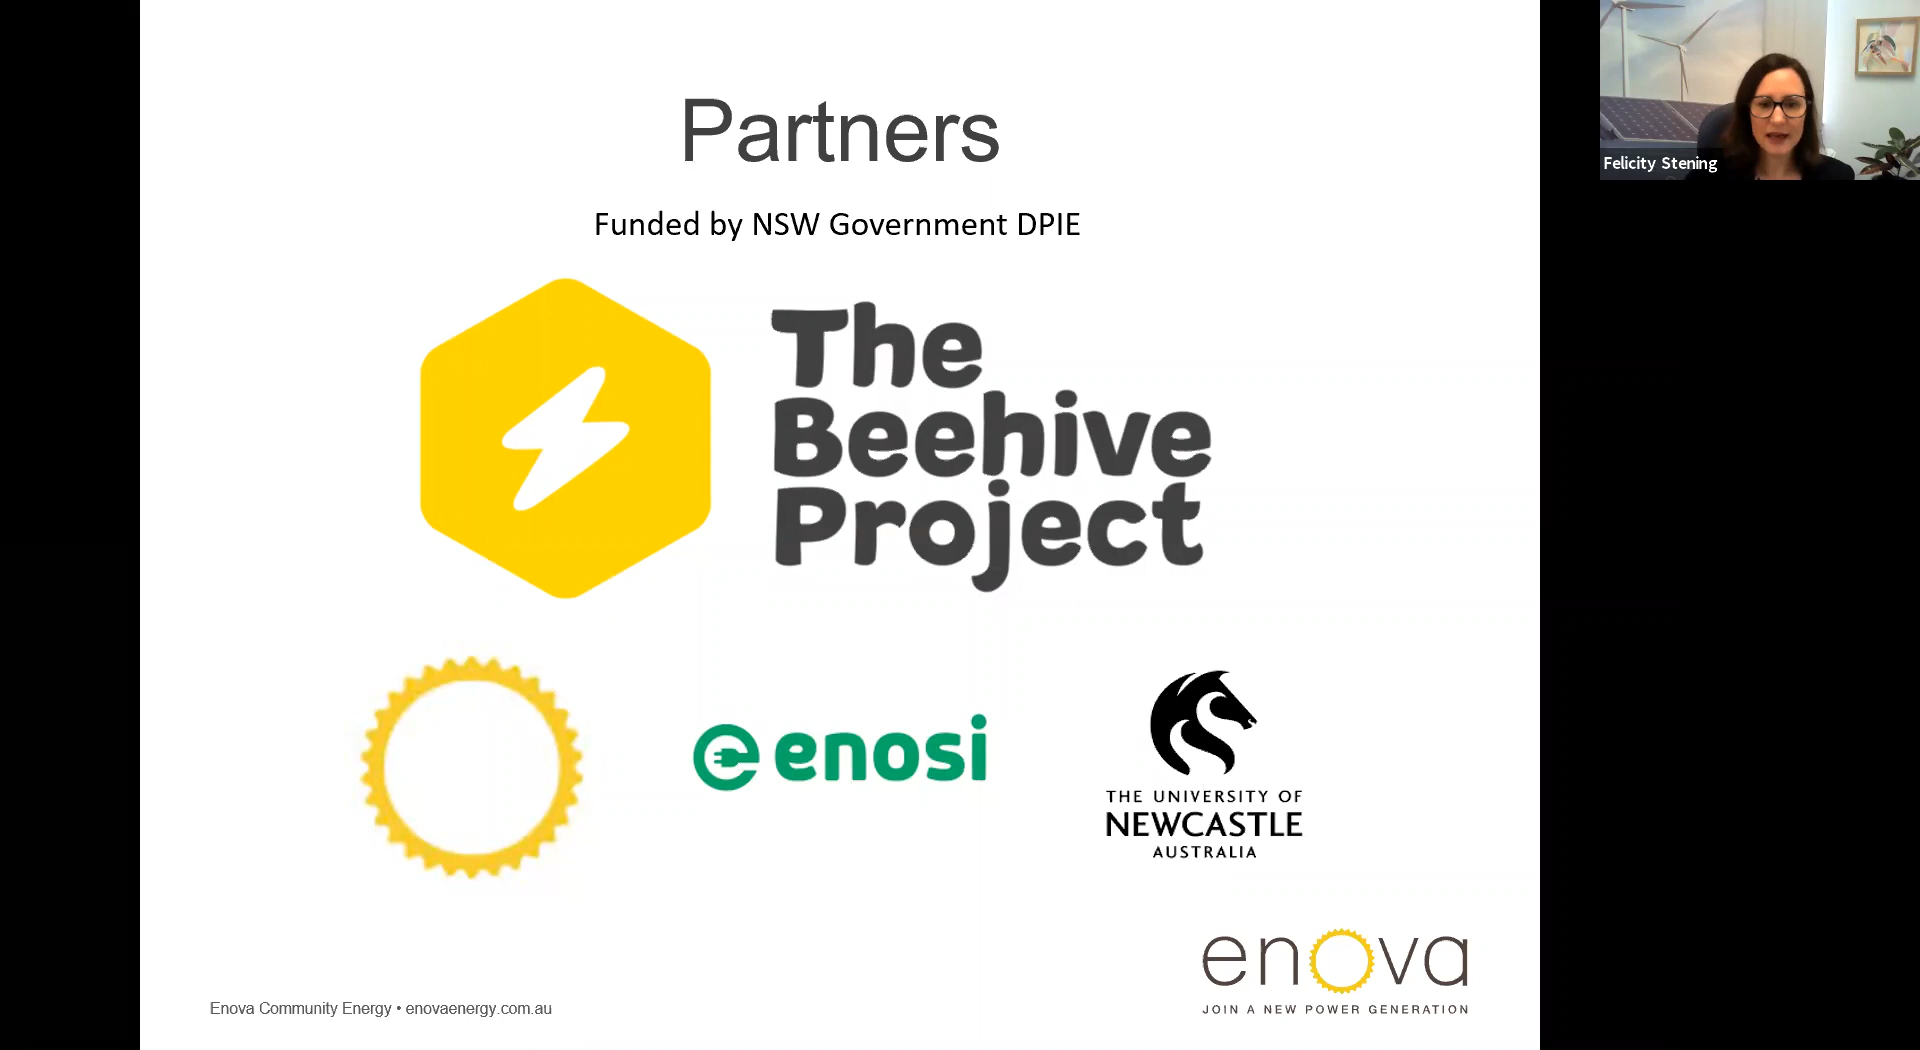 Partners
Funded by NSW Government DPIE
The
Beehive
Project
enosi
THE UNIVERSITY OF
NEWCASTLE
AUSTRALIA
enova
JOIN A NEW POWER GENERATION
Enova Community Energy • enovaenergy.com.au
Felicity Stening